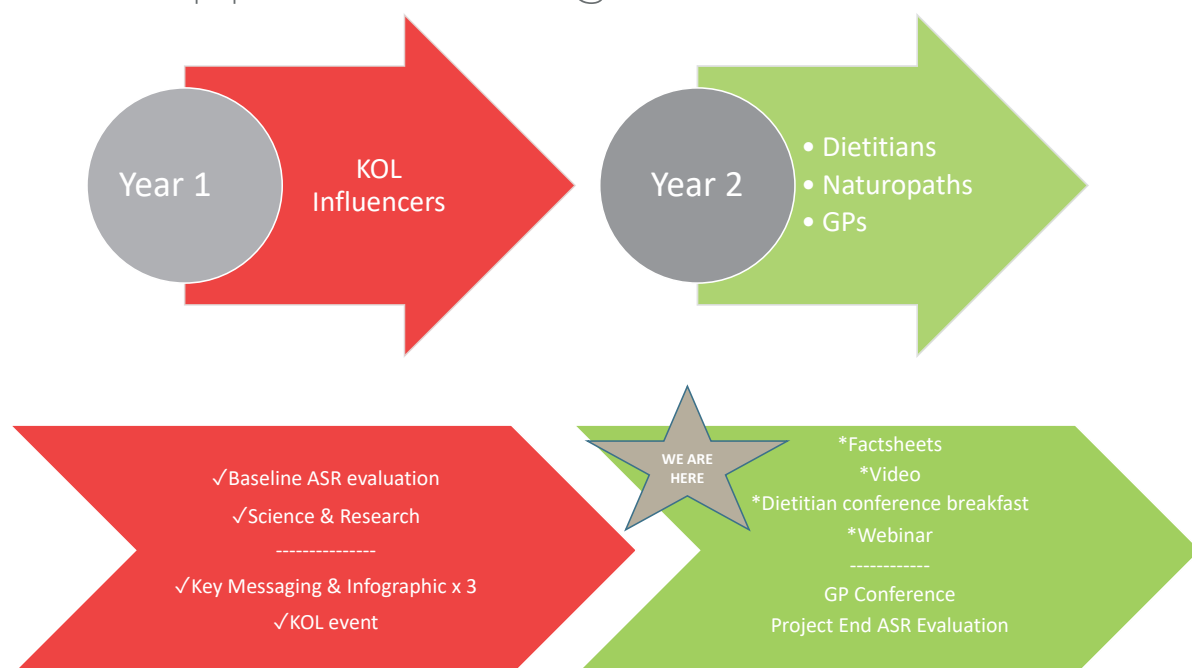 Year 1
KOL
Influencers
Year 2
• Dietitians
• Naturopaths
• GPs
✓Baseline ASR evaluation
✓Science & Research
---------------
✓Key Messaging & Infographic x 3
✓KOL event
WE ARE
HERE
*Factsheets
*Video
*Dietitian conference breakfast
*Webinar
------------
GP Conference
Project End ASR Evaluation